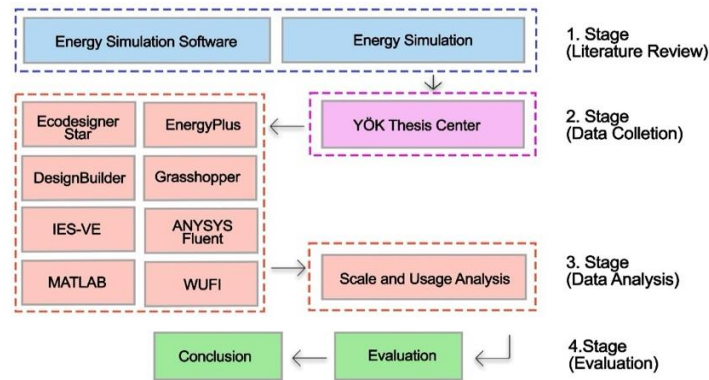 Energy Simulation Software
Energy Simulation
1. Stage
(Literature Review)
Ecodesigner
Star
EnergyPlus
YÖK Thesis Center
2. Stage
(Data Colletion)
DesignBuilder
Grasshopper
IES-VE
ANYSYS
Fluent
MATLAB
WUFI
Scale and Usage Analysis
3. Stage
(Data Analysis)
Conclusion
Evaluation
4.Stage
(Evaluation)